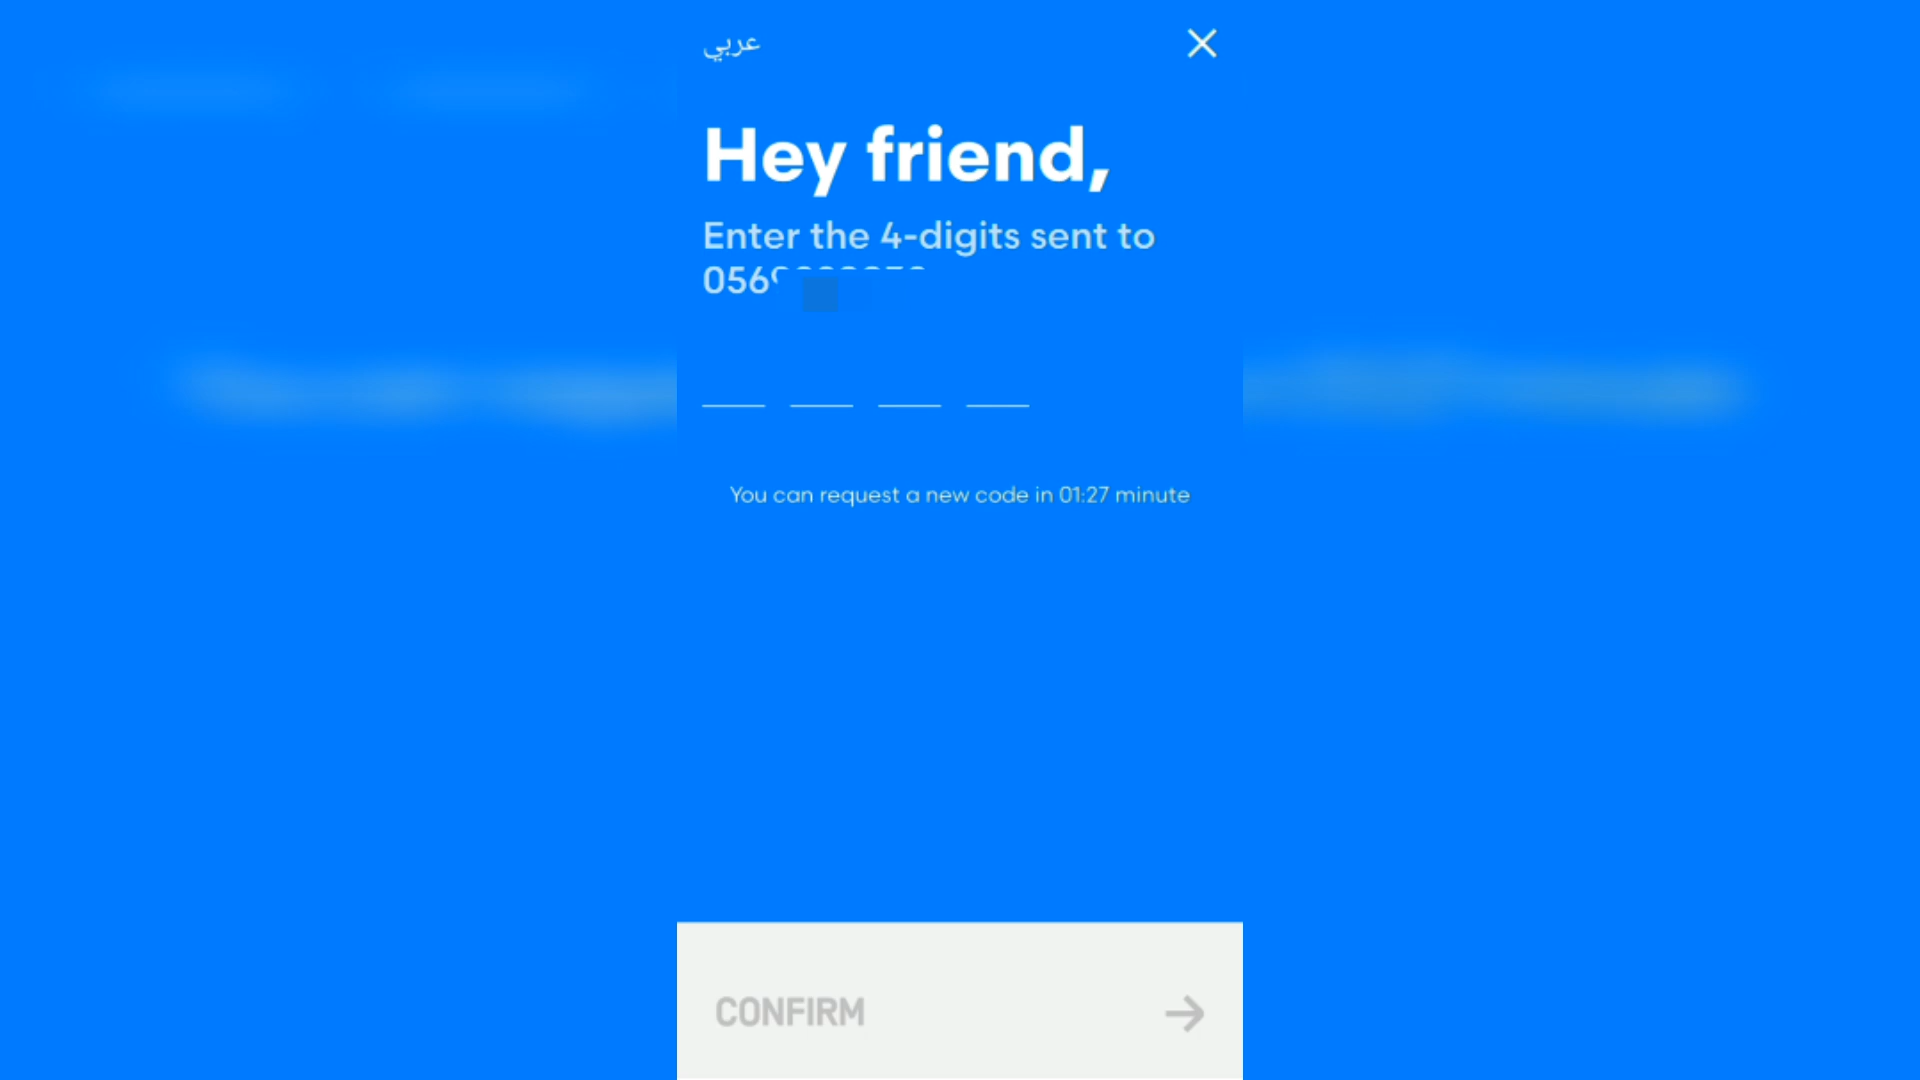 عربي
Hey friend,
Enter the 4-digits sent to
You can request a new code in 01:27 minute
CONFIRM